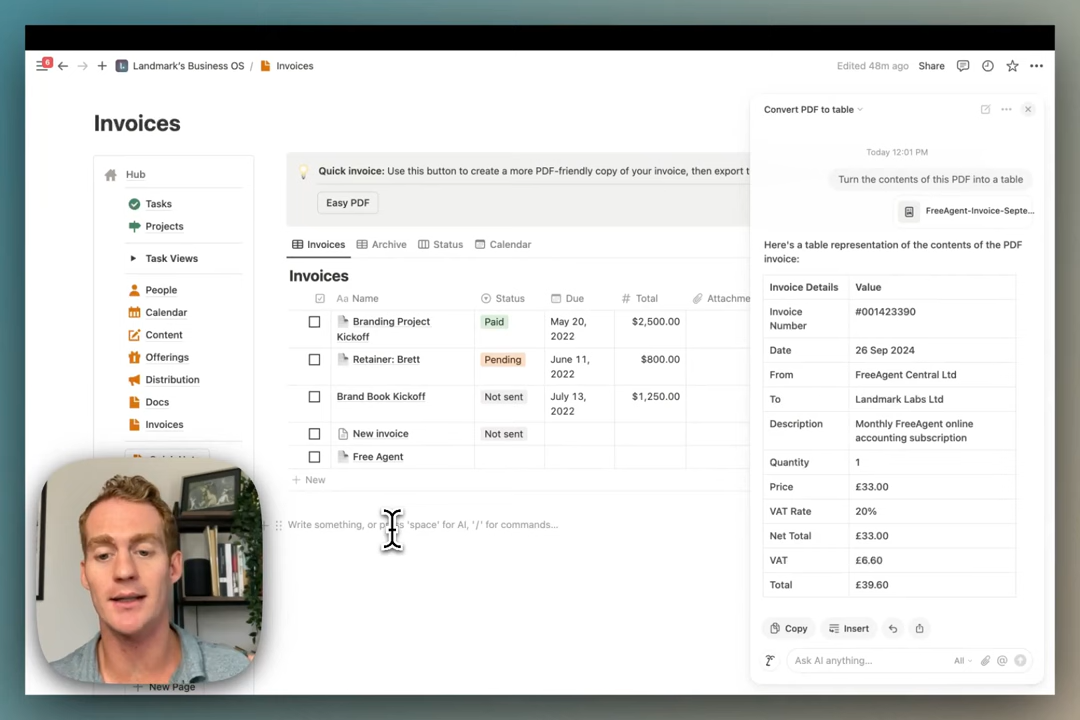 6
Landmark's Business OS / Invoices
Edited 48m ago Share
Invoices
Hub
Tasks
Projects
Task Views
People
Calendar
Content
Offerings
Distribution
Docs
Invoices
New Page
Quick invoice: Use this button to create a more PDF-friendly copy of your invoice, then export t
Easy PDF
Invoices Archive Status Calendar
Invoices
Aa Name Status Due # Total Attachme
Branding Project Paid May 20, $2,500.00
Kickoff 2022
Retainer: Brett Pending June 11, $800.00
2022
Brand Book Kickoff Not sent July 13, $1,250.00
2022
New invoice Not sent
Free Agent
+ New
Write something, or press 'space' for AI, '/' for commands...
Convert PDF to table
Today 12:01 PM
Turn the contents of this PDF into a table
FreeAgent-Invoice-Septe...
Here's a table representation of the contents of the PDF
invoice:
Invoice Details Value
Invoice #001423390
Number
Date 26 Sep 2024
From FreeAgent Central Ltd
To Landmark Labs Ltd
Description Monthly FreeAgent online
accounting subscription
Quantity 1
Price £33.00
VAT Rate 20%
Net Total £33.00
VAT £6.60
Total £39.60
Copy Insert
Ask AI anything... All